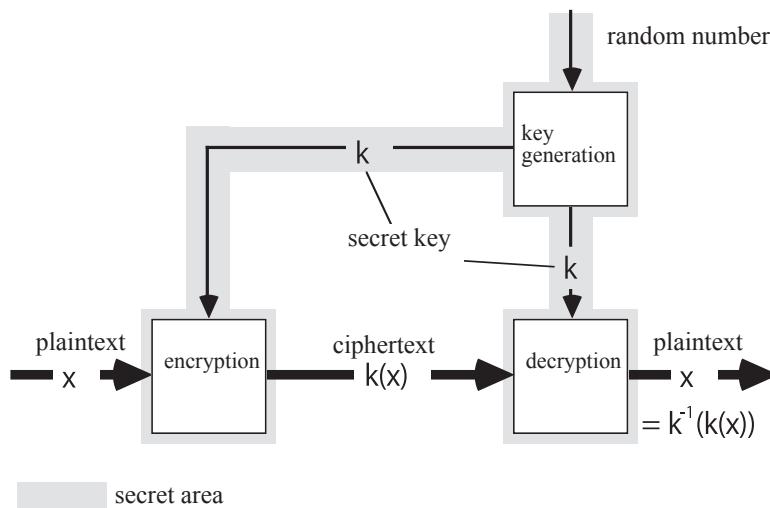 random number
key
generation
k
secret key
k
plaintext
x
encryption
ciphertext
k(x)
decryption
plaintext
x
= k⁻¹(k(x))
secret area